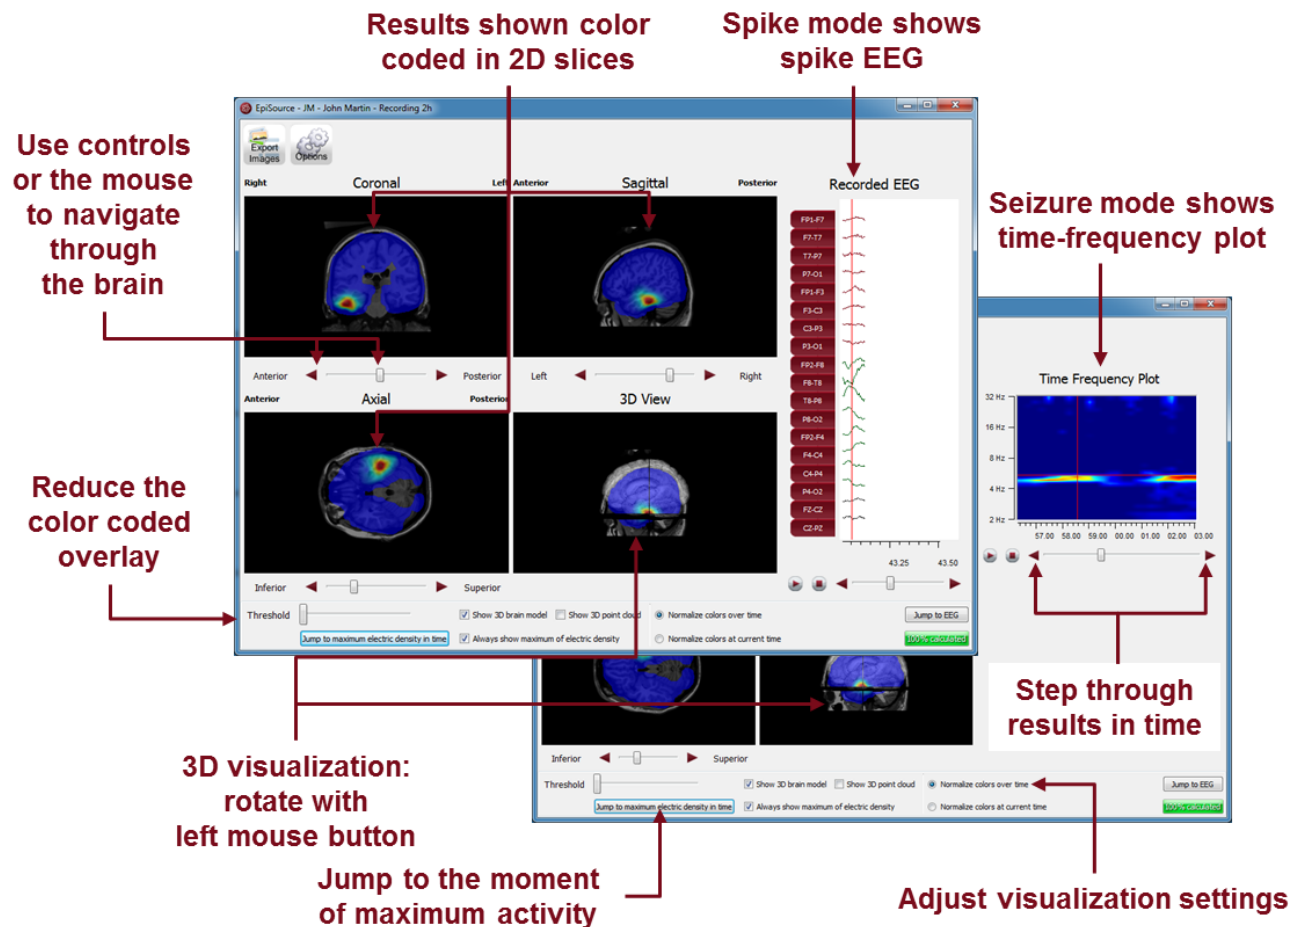 Results shown color
coded in 2D slices
Spike mode shows
spike EEG
Use controls
or the mouse
to navigate
through
the brain
Seizure mode shows
time-frequency plot
Reduce the
color coded
overlay
3D visualization:
rotate with
left mouse button
Jump to the moment
of maximum activity
Step through
results in time
Adjust visualization settings
EpiSource - JM - John Martin - Recording 2h
Export
Images
Options
Right
Coronal
Left
Anterior
Sagittal
Posterior
Recorded EEG
FP1-F7
F7-T7
T7-P7
P7-O1
FP1-F3
F3-C3
C3-P3
P3-O1
FP2-F8
F8-T8
T8-P8
P8-O2
FP2-F4
F4-C4
C4-P4
P4-O2
FZ-CZ
CZ-PZ
43.25
43.50
Anterior
Posterior
Left
Right
Anterior
Axial
Posterior
3D View
Inferior
Superior
Threshold
Show 3D brain model
Show 3D point cloud
Normalize colors over time
Jump to EEG
Jump to maximum electric density in time
Always show maximum of electric density
Normalize colors at current time
100% calculated
Time Frequency Plot
32 Hz
16 Hz
8 Hz
4 Hz
2 Hz
57.00 58.00 59.00 00.00 01.00 02.00 03.00
Inferior
Superior
Threshold
Show 3D brain model
Show 3D point cloud
Normalize colors over time
Jump to EEG
Jump to maximum electric density in time
Always show maximum of electric density
Normalize colors at current time
100% calculated